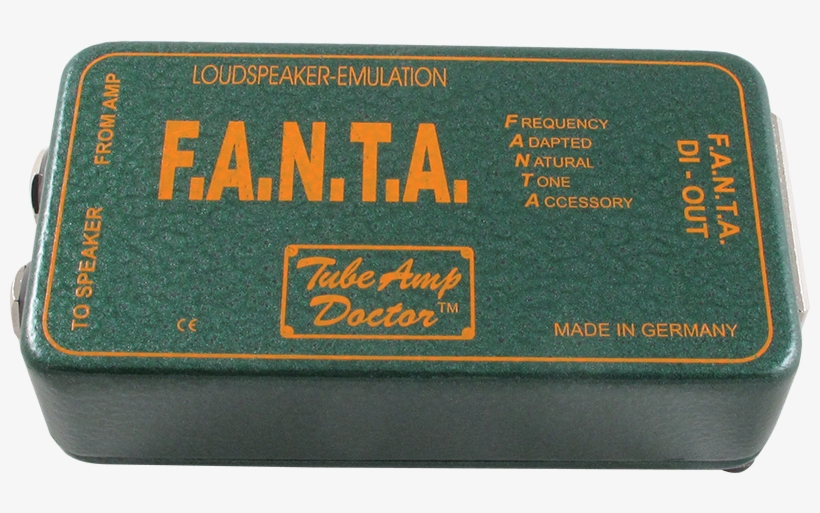 LOUDSPEAKER-EMULATION
FROM AMP
TO SPEAKER
F.A.N.T.A.
FREQUENCY
ADAPTED
NATURAL
TONE
ACCESSORY
F.A.N.T.A.
DI - OUT
Tube Amp
Doctor™
CE
MADE IN GERMANY